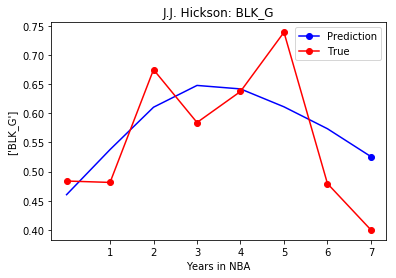 J.J. Hickson: BLK_G
Prediction
True
0.75
0.70
0.65
0.60
0.55
0.50
0.45
0.40
['BLK_G']
1 2 3 4 5 6 7
Years in NBA